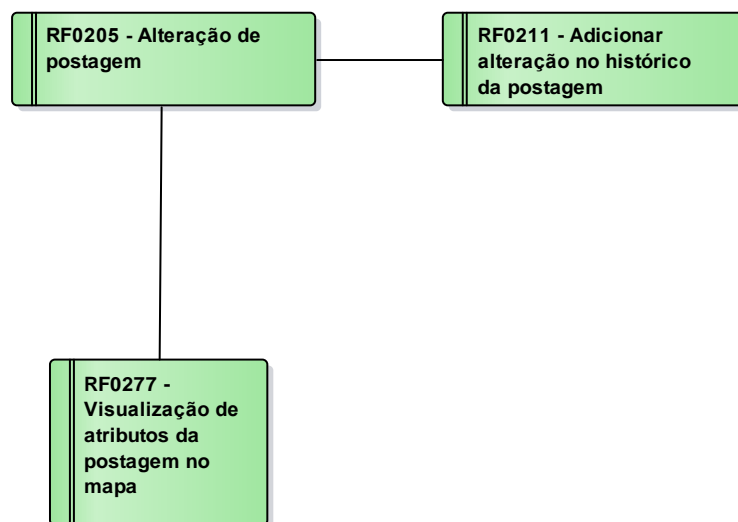 RF0205 - Alteração de
postagem
RF0211 - Adicionar
alteração no histórico
da postagem
RF0277 -
Visualização de
atributos da
postagem no
mapa